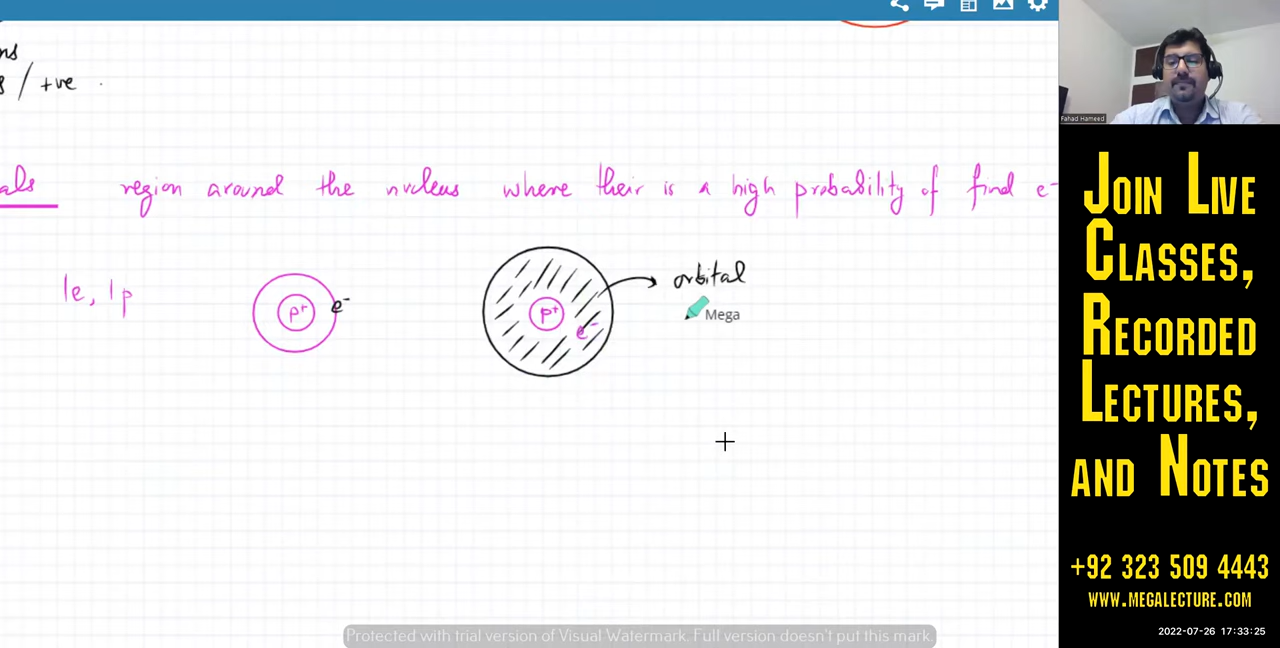 ns
/ +ve
als region around the nucleus where their is a high probability of find e-
1e, 1p
p+
e-
p+
e-
orbital
Mega
Fahad Hameed
JOIN LIVE
CLASSES,
RECORDED
LECTURES,
AND NOTES
+92 323 509 4443
WWW.MEGALECTURE.COM
2022-07-26 17:33:25
Protected with trial version of Visual Watermark. Full version doesn't put this mark.